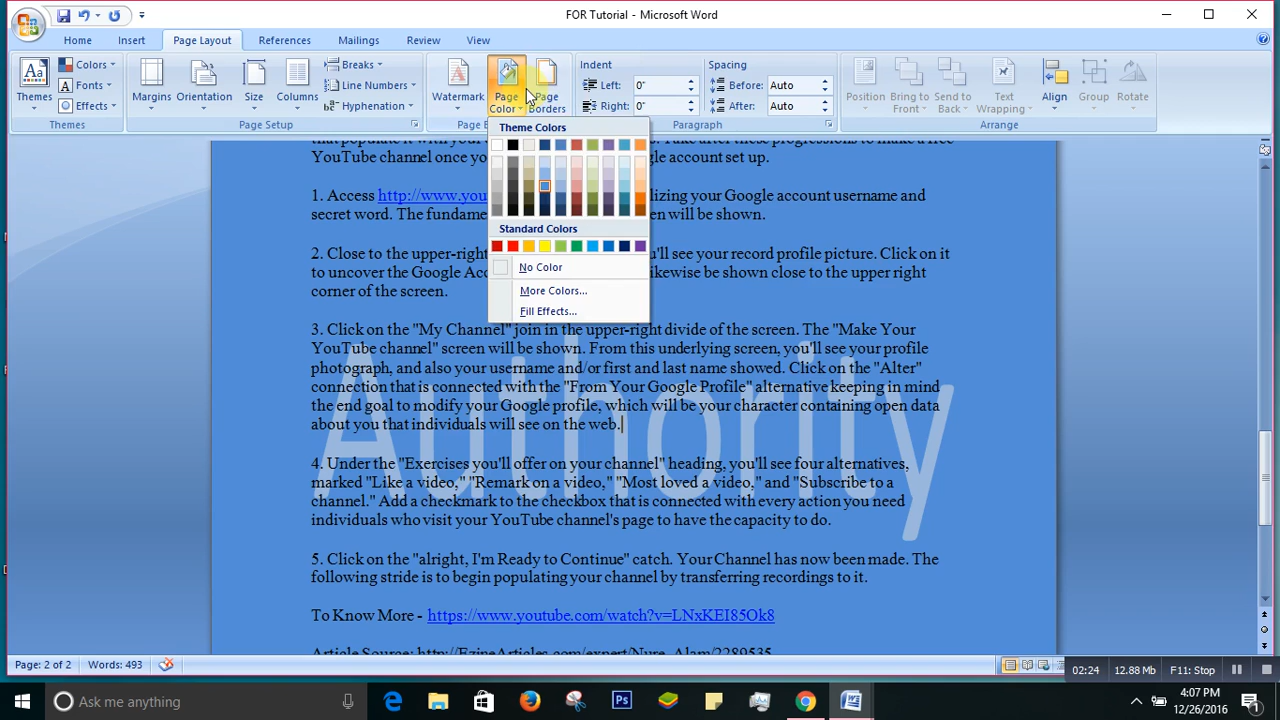 FOR Tutorial - Microsoft Word
Home Insert Page Layout References Mailings Review View
Themes
Colors
Fonts
Effects
Themes
Margins
Orientation
Size
Columns
Breaks
Line Numbers
Hyphenation
Page Setup
Watermark
Page Color
Page Borders
Page B
Indent
Left: 0"
Right: 0"
Spacing
Before: Auto
After: Auto
Paragraph
Position
Bring to Front
Send to Back
Text Wrapping
Align
Group
Rotate
Arrange
Theme Colors
Standard Colors
No Color
More Colors...
Fill Effects...
that populate it with your
YouTube channel once yo gle account set up.
1. Access http://www.you ilizing your Google account username and
secret word. The fundame en will be shown.
2. Close to the upper-right u'll see your record profile picture. Click on it
to uncover the Google Acc ikewise be shown close to the upper right
corner of the screen.
3. Click on the "My Channel" join in the upper-right divide of the screen. The "Make Your
YouTube channel" screen will be shown. From this underlying screen, you'll see your profile
photograph, and also your username and/or first and last name showed. Click on the "Alter"
connection that is connected with the "From Your Google Profile" alternative keeping in mind
the end goal to modify your Google profile, which will be your character containing open data
about you that individuals will see on the web.
Authority
4. Under the "Exercises you'll offer on your channel" heading, you'll see four alternatives,
marked "Like a video," "Remark on a video," "Most loved a video," and "Subscribe to a
channel." Add a checkmark to the checkbox that is connected with every action you need
individuals who visit your YouTube channel's page to have the capacity to do.
5. Click on the "alright, I'm Ready to Continue" catch. Your Channel has now been made. The
following stride is to begin populating your channel by transferring recordings to it.
To Know More - https://www.youtube.com/watch?v=LNxKEI85Ok8
Article Source: http://EzineArticles.com/expert/Nure_Alam/2289535
Page: 2 of 2 Words: 493
02:24 12.88 Mb F11: Stop
Ask me anything
4:07 PM
12/26/2016